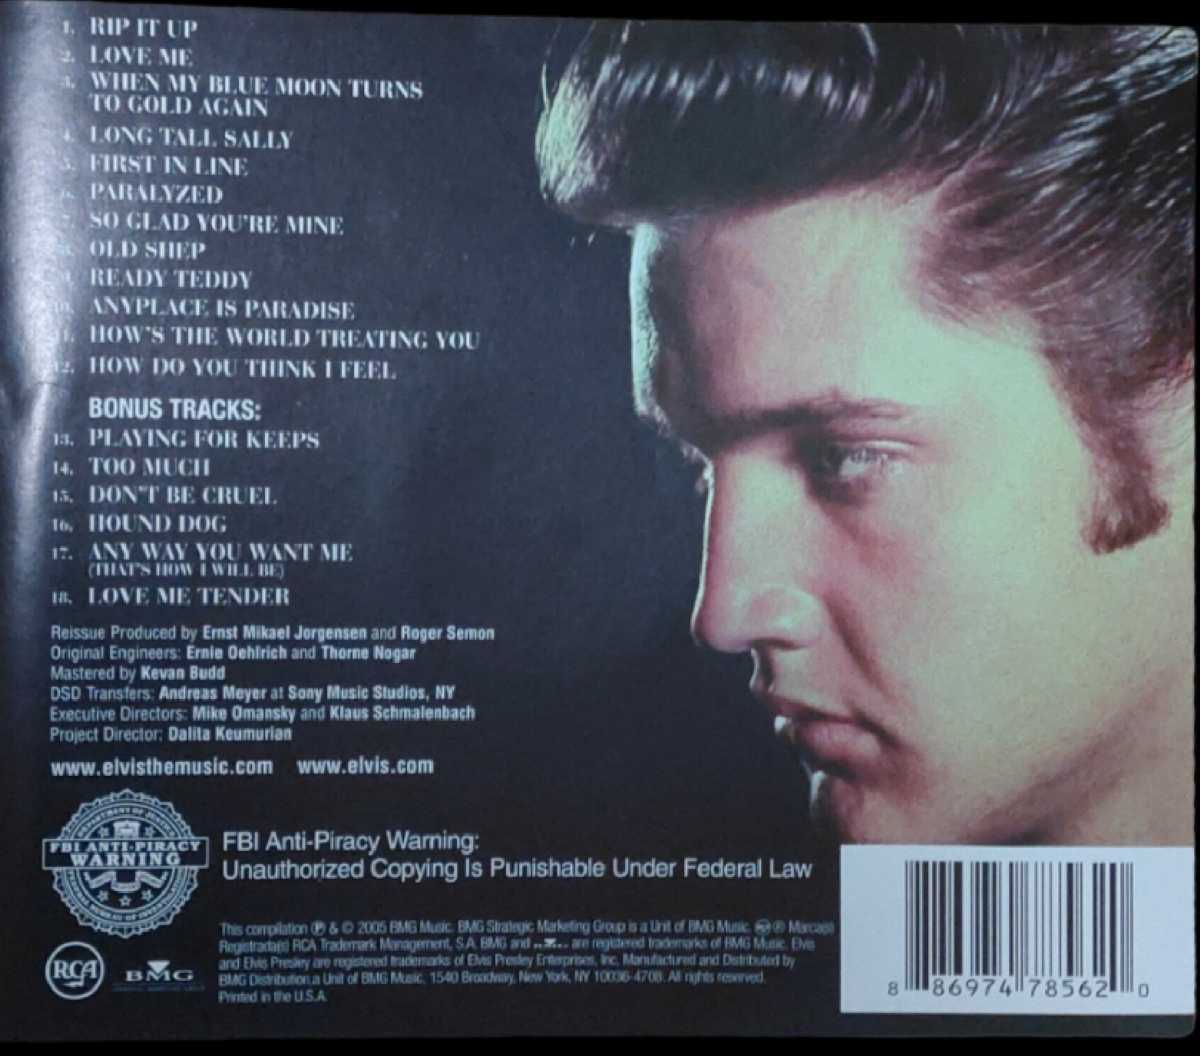 1. RIP IT UP
2. LOVE ME
3. WHEN MY BLUE MOON TURNS
TO GOLD AGAIN
4. LONG TALL SALLY
5. FIRST IN LINE
6. PARALYZED
7. SO GLAD YOU'RE MINE
8. OLD SHEP
9. READY TEDDY
10. ANYPLACE IS PARADISE
11. HOW'S THE WORLD TREATING YOU
12. HOW DO YOU THINK I FEEL
BONUS TRACKS:
13. PLAYING FOR KEEPS
14. TOO MUCH
15. DON'T BE CRUEL
16. HOUND DOG
17. ANY WAY YOU WANT ME
(THAT'S HOW I WILL BE)
18. LOVE ME TENDER
Reissue Produced by Ernst Mikael Jorgensen and Roger Semon
Original Engineers: Ernie Oehlrich and Thorne Nogar
Mastered by Kevan Budd
DSD Transfers: Andreas Meyer at Sony Music Studios, NY
Executive Directors: Mike Omansky and Klaus Schmalenbach
Project Director: Dalita Keumurian
www.elvisthemusic.com www.elvis.com
DEPARTMENT OF JUSTICE
FBI ANTI-PIRACY
WARNING
FEDERAL BUREAU OF INVESTIGATION
FBI Anti-Piracy Warning:
Unauthorized Copying Is Punishable Under Federal Law
This compilation ℗ & © 2005 BMG Music. BMG Strategic Marketing Group is a Unit of BMG Music. ® Marca(s)
Registrada(s) RCA Trademark Management, S.A. BMG and are registered trademarks of BMG Music. Elvis
and Elvis Presley are registered trademarks of Elvis Presley Enterprises, Inc. Manufactured and Distributed by
BMG Distribution,a Unit of BMG Music, 1540 Broadway, New York, NY 10036-4708. All rights reserved.
Printed in the U.S.A.
RCA
BMG
8 86974 78562 0